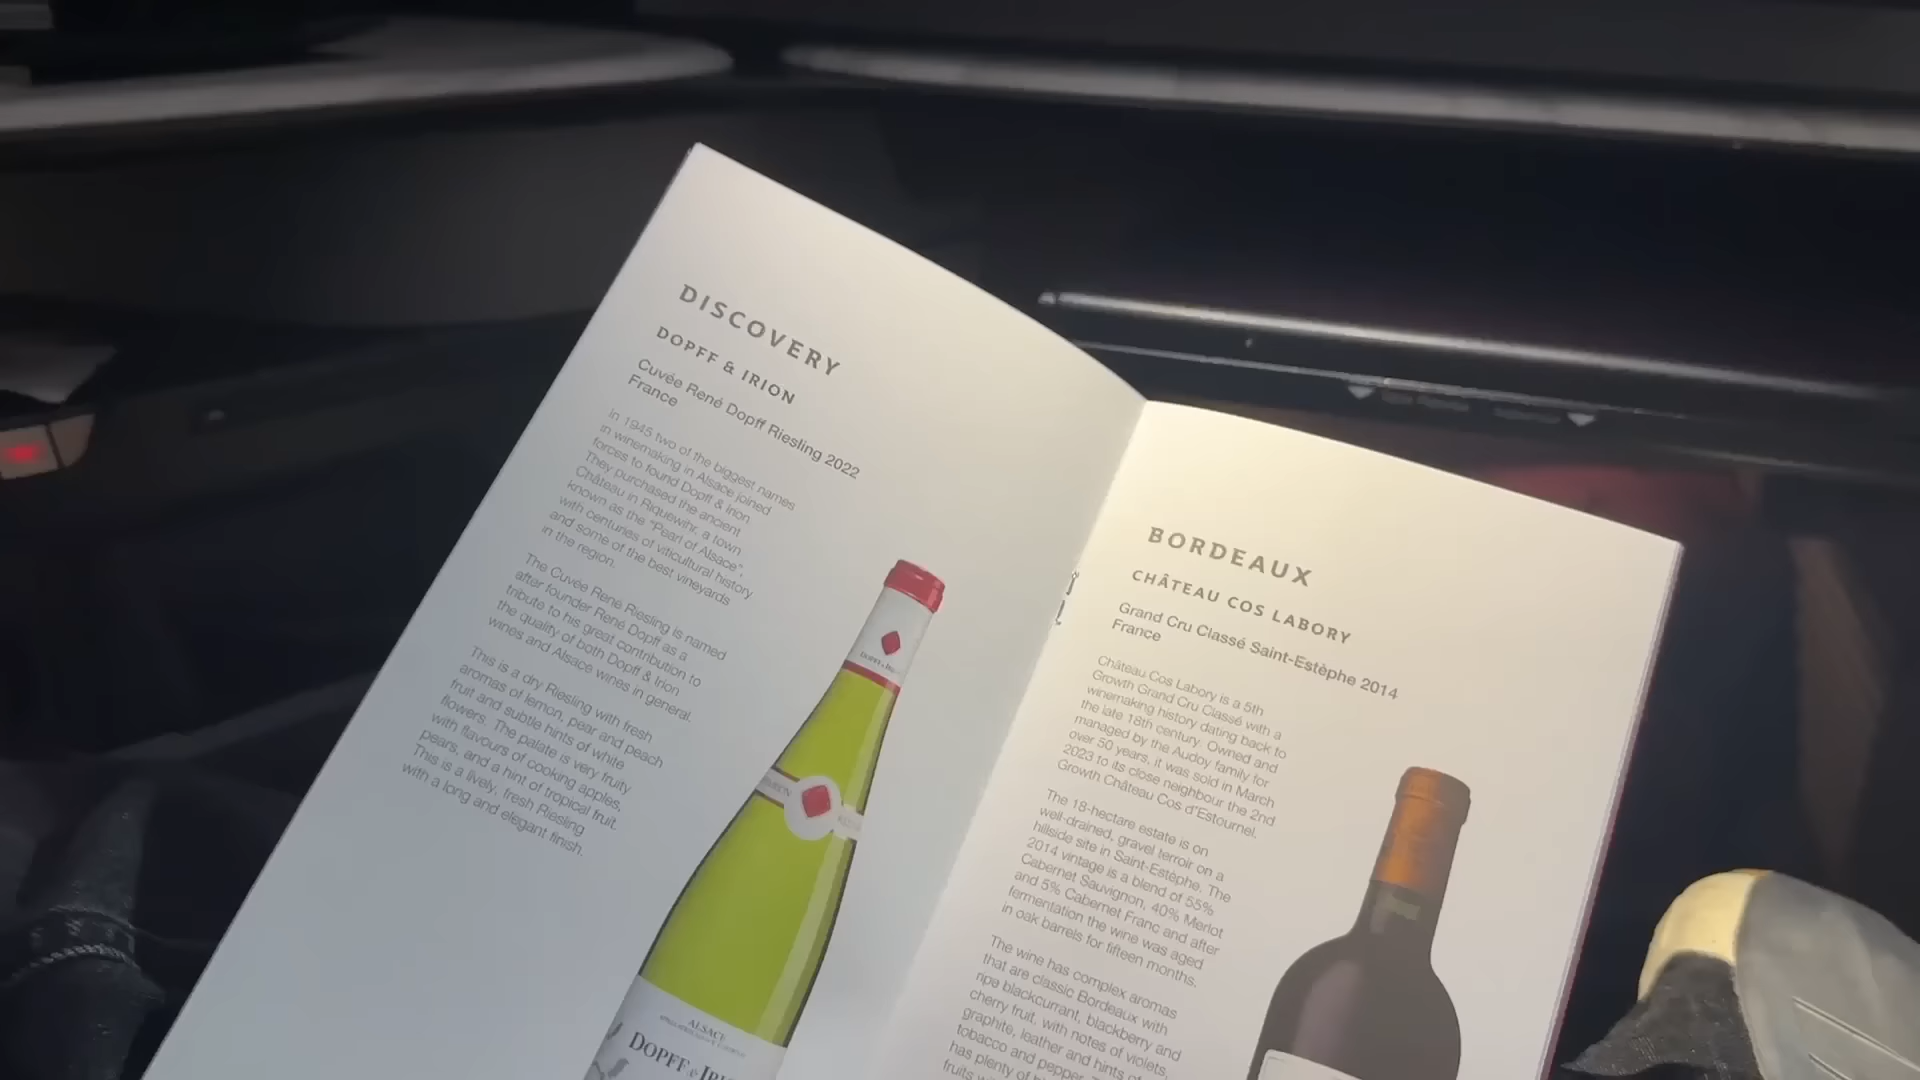 DISCOVERY
DOPFF & IRION
Cuvée René Dopff Riesling 2022
France
In 1945 two of the biggest names
in winemaking in Alsace joined
forces to found Dopff & Irion.
They purchased the ancient
Château in Riquewihr, a town
known as the “Pearl of Alsace”,
with centuries of viticultural history
and some of the best vineyards
in the region.
The Cuvée René Riesling is named
after founder René Dopff as a
tribute to his great contribution to
the quality of both Dopff & Irion
wines and Alsace wines in general.
This is a dry Riesling with fresh
aromas of lemon, pear and peach
fruit and subtle hints of white
flowers. The palate is very fruity
with flavours of cooking apples,
pears, and a hint of tropical fruit.
This is a lively, fresh Riesling
with a long and elegant finish.
ALSACE
DOPFF & IRI
BORDEAUX
CHÂTEAU COS LABORY
Grand Cru Classé Saint-Estèphe 2014
France
Château Cos Labory is a 5th
Growth Grand Cru Classé with a
winemaking history dating back to
the late 18th century. Owned and
managed by the Audoy family for
over 50 years, it was sold in March
2023 to its close neighbour the 2nd
Growth Château Cos d’Estournel.
The 18-hectare estate is on
well-drained, gravel terroir on a
hillside site in Saint-Estèphe. The
2014 vintage is a blend of 55%
Cabernet Sauvignon, 40% Merlot
and 5% Cabernet Franc and after
fermentation the wine was aged
in oak barrels for fifteen months.
The wine has complex aromas
that are classic Bordeaux with
ripe blackcurrant, blackberry and
cherry fruit, with notes of violets,
graphite, leather and hints of
tobacco and pepper.
has plenty of
fruits